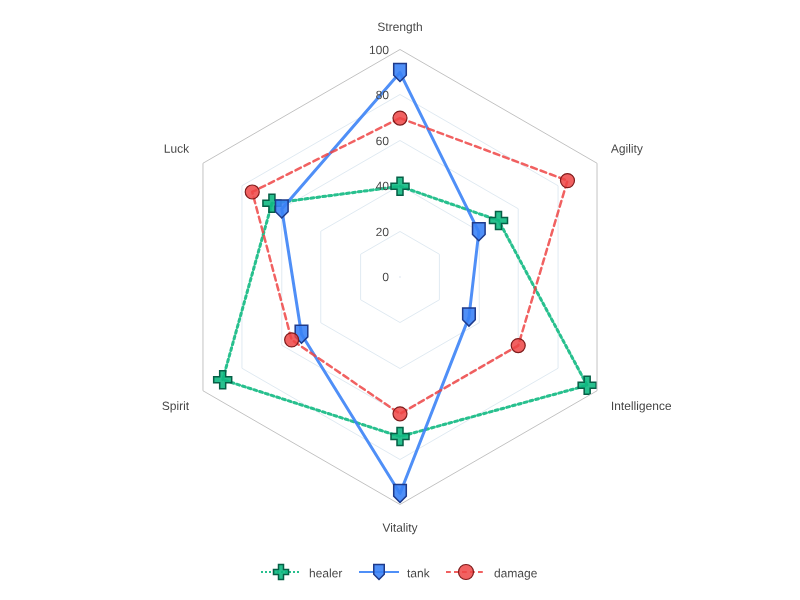 Strength
100
80
60
40
20
0
Luck
Agility
Spirit
Intelligence
Vitality
healer tank damage